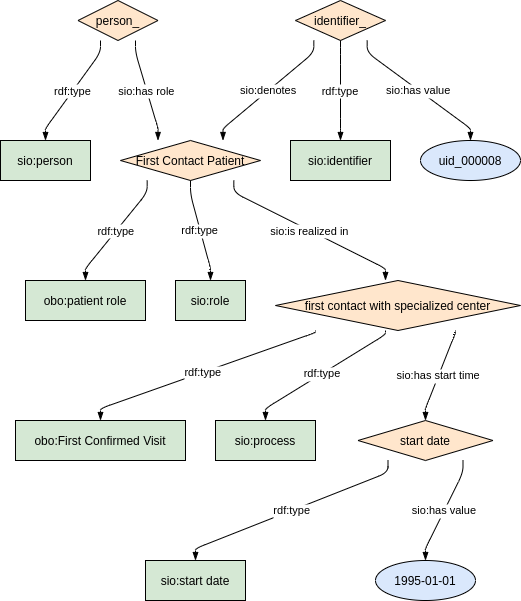 person_
identifier_
rdf:type
sio:has role
sio:denotes
rdf:type
sio:has value
sio:person
First Contact Patient
sio:identifier
uid_000008
rdf:type
rdf:type
sio:is realized in
obo:patient role
sio:role
first contact with specialized center
rdf:type
rdf:type
sio:has start time
obo:First Confirmed Visit
sio:process
start date
rdf:type
sio:has value
sio:start date
1995-01-01